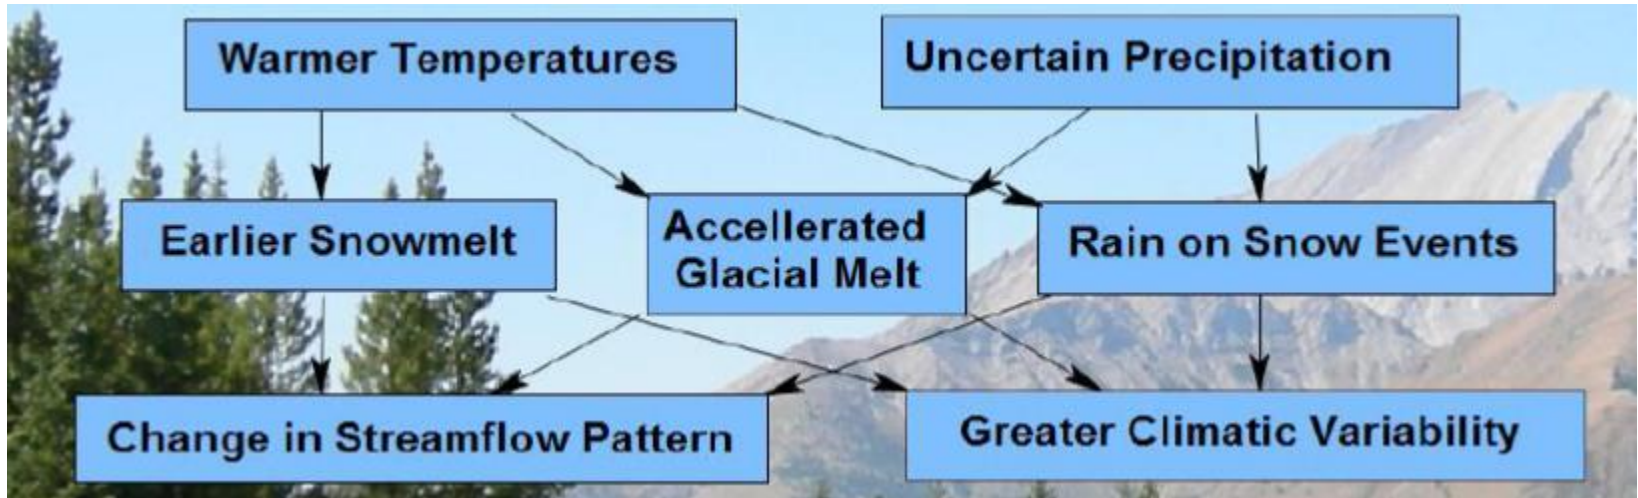 Warmer Temperatures
Uncertain Precipitation
Earlier Snowmelt
Accellerated
Glacial Melt
Rain on Snow Events
Change in Streamflow Pattern
Greater Climatic Variability